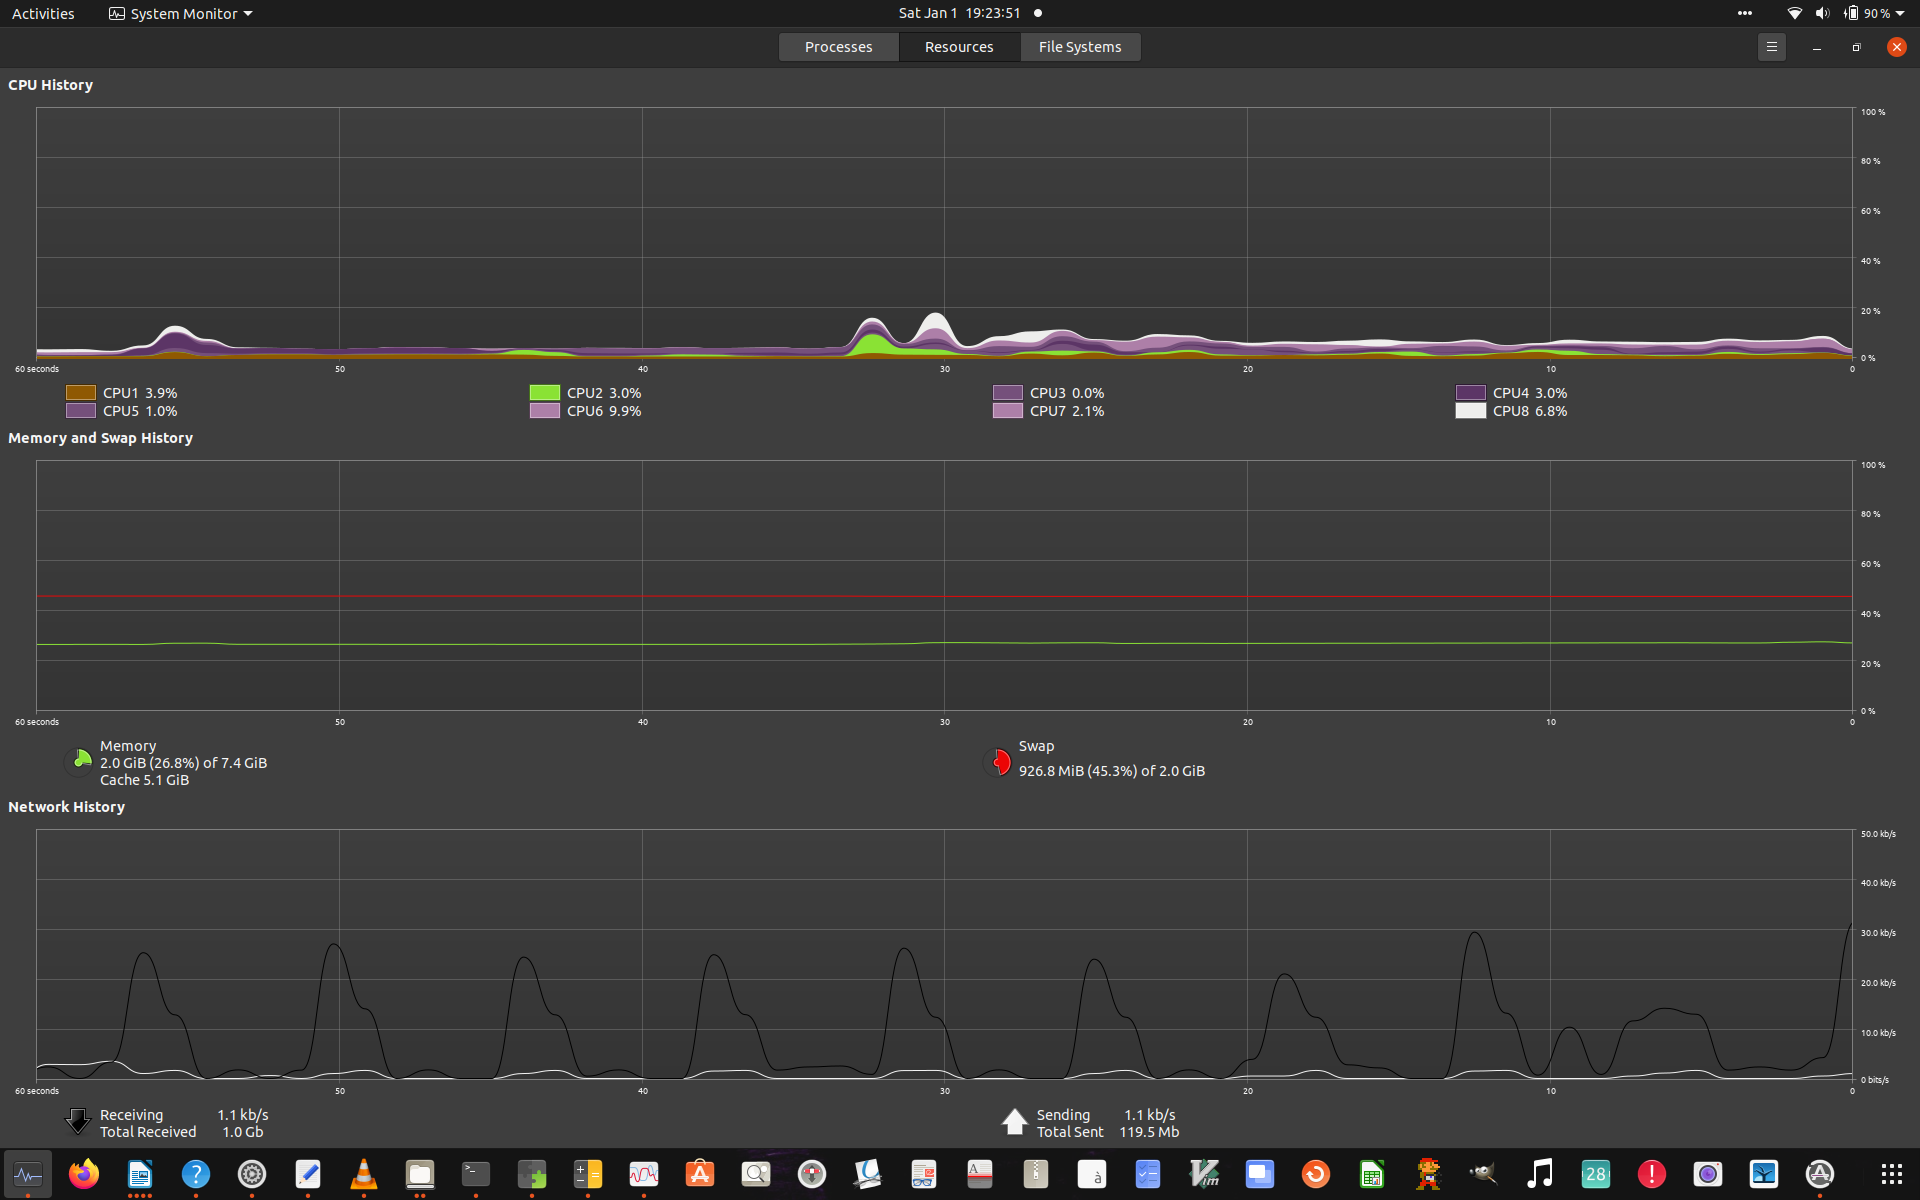 Activities System Monitor Sat Jan 1 19:23:51 90 %
Processes Resources File Systems
CPU History
100 %
80 %
60 %
40 %
20 %
0 %
60 seconds 50 40 30 20 10 0
CPU1 3.9% CPU2 3.0% CPU3 0.0% CPU4 3.0%
CPU5 1.0% CPU6 9.9% CPU7 2.1% CPU8 6.8%
Memory and Swap History
100 %
80 %
60 %
40 %
20 %
0 %
60 seconds 50 40 30 20 10 0
Memory
2.0 GiB (26.8%) of 7.4 GiB
Cache 5.1 GiB
Swap
926.8 MiB (45.3%) of 2.0 GiB
Network History
50.0 kb/s
40.0 kb/s
30.0 kb/s
20.0 kb/s
10.0 kb/s
0 bits/s
60 seconds 50 40 30 20 10 0
Receiving 1.1 kb/s
Total Received 1.0 Gb
Sending 1.1 kb/s
Total Sent 119.5 Mb
>_ ? A à Vim 28 !